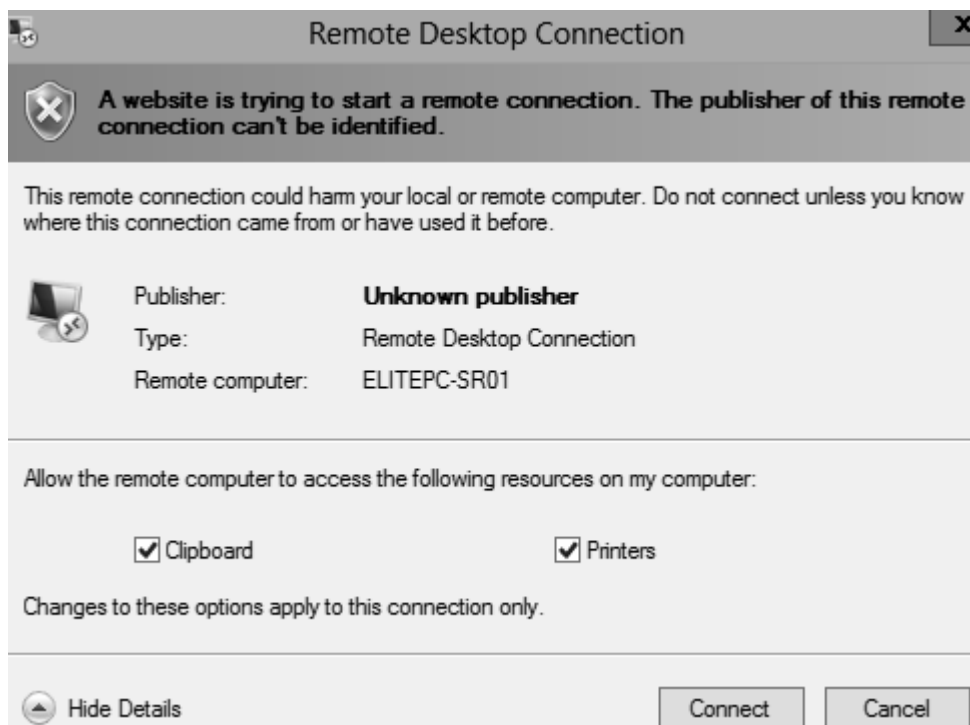 Remote Desktop Connection
A website is trying to start a remote connection. The publisher of this remote
connection can't be identified.
This remote connection could harm your local or remote computer. Do not connect unless you know
where this connection came from or have used it before.
Publisher: Unknown publisher
Type: Remote Desktop Connection
Remote computer: ELITEPC-SR01
Allow the remote computer to access the following resources on my computer:
Clipboard Printers
Changes to these options apply to this connection only.
Hide Details Connect Cancel